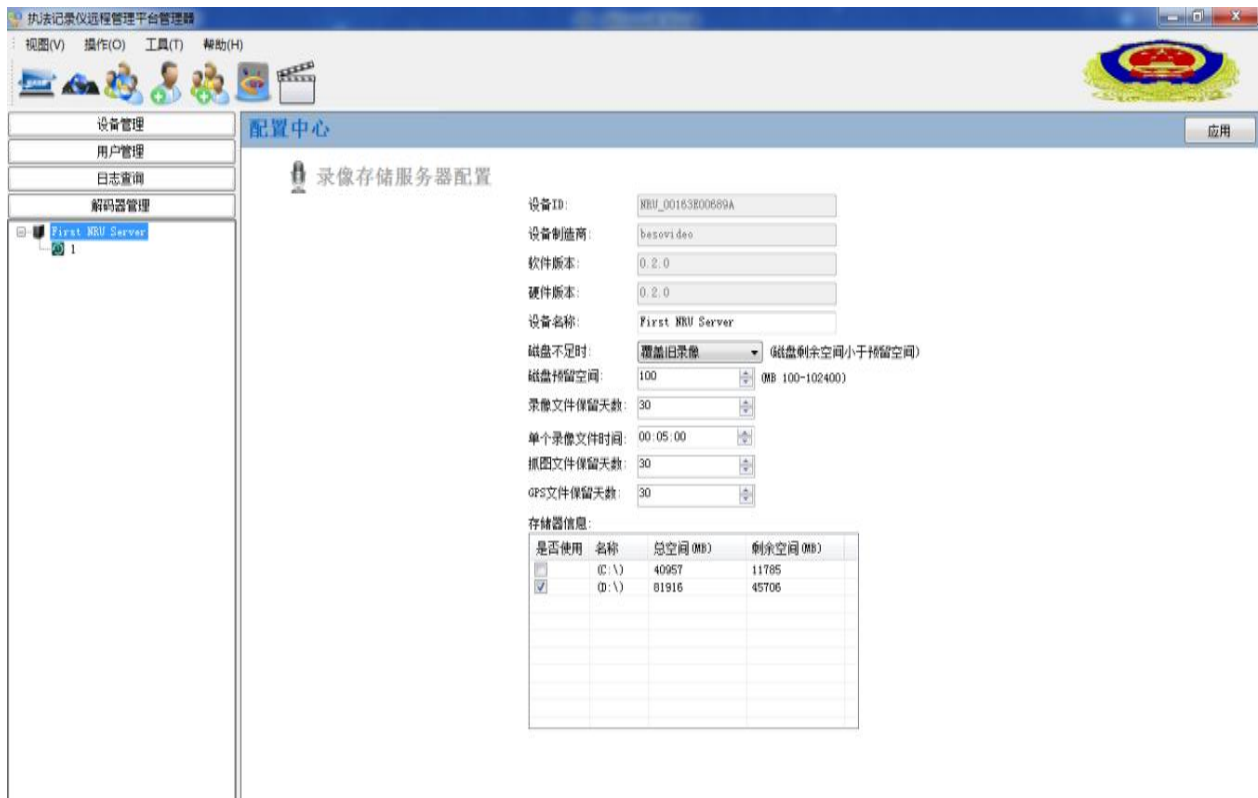 执法记录仪远程管理平台管理器
视图(V) 操作(O) 工具(T) 帮助(H)
设备管理
用户管理
日志查询
解码器管理
First NRU Server
1
配置中心
应用
录像存储服务器配置
设备ID: NRU_00163E00689A
设备制造商: besovideo
软件版本: 0.2.0
硬件版本: 0.2.0
设备名称: First NRU Server
磁盘不足时: 覆盖旧录像 (磁盘剩余空间小于预留空间)
磁盘预留空间: 100 (MB 100-102400)
录像文件保留天数: 30
单个录像文件时间: 00:05:00
抓图文件保留天数: 30
GPS文件保留天数: 30
存储器信息:
是否使用 名称 总空间(MB) 剩余空间(MB)
(C:\) 40957 11785
(D:\) 81916 45706